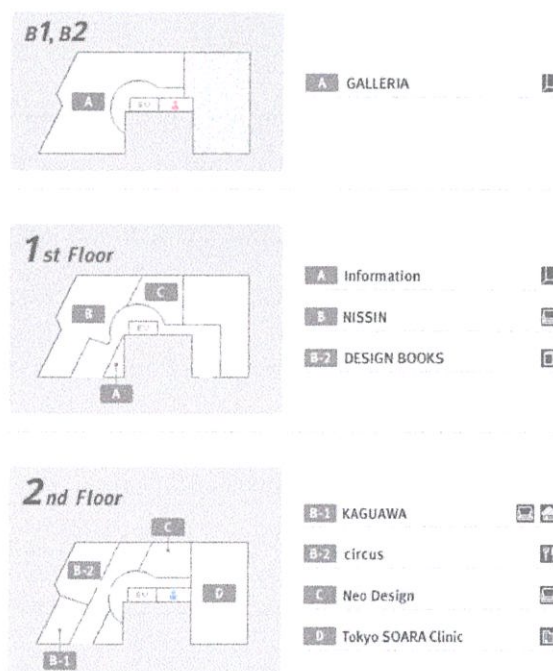 B1, B2
A
A GALLERIA
1st Floor
C
B
A
A Information
B NISSIN
B-2 DESIGN BOOKS
2nd Floor
C
B-2
D
B-1
B-1 KAGUAWA
B-2 circus
C Neo Design
D Tokyo SOARA Clinic